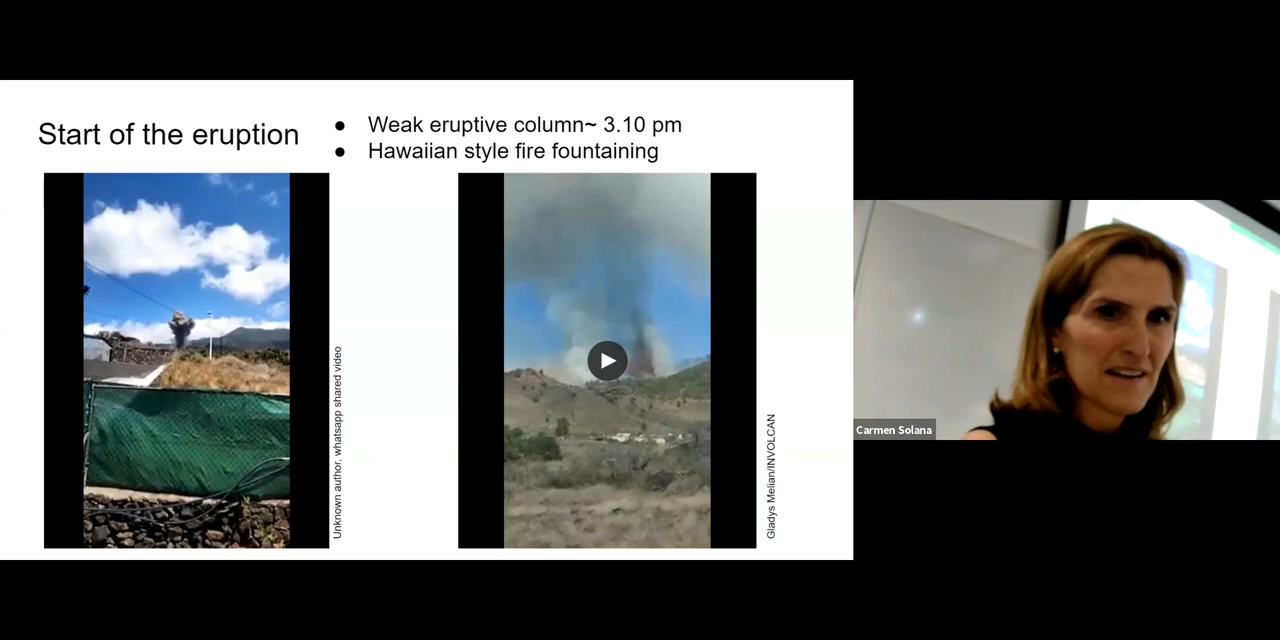 Start of the eruption
● Weak eruptive column~ 3.10 pm
● Hawaiian style fire fountaining
Unknown author, whatsapp shared video
Gladys Melian/INVOLCAN
Carmen Solana